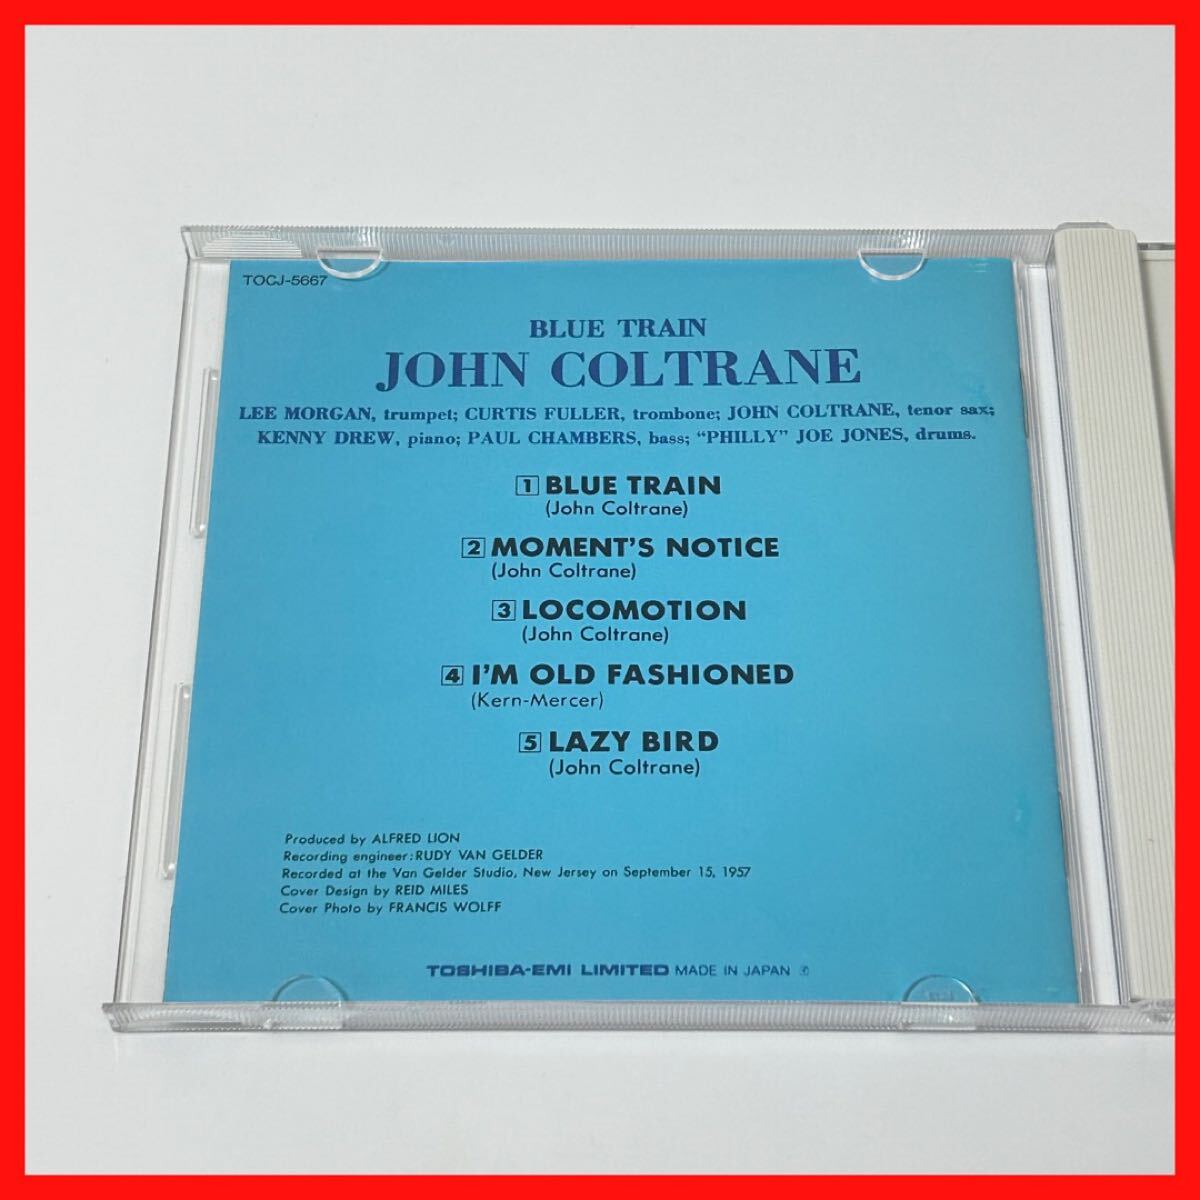 TOCJ-5667
BLUE TRAIN
JOHN COLTRANE
LEE MORGAN, trumpet; CURTIS FULLER, trombone; JOHN COLTRANE, tenor sax;
KENNY DREW, piano; PAUL CHAMBERS, bass; “PHILLY” JOE JONES, drums.
1 BLUE TRAIN
(John Coltrane)
2 MOMENT'S NOTICE
(John Coltrane)
3 LOCOMOTION
(John Coltrane)
4 I'M OLD FASHIONED
(Kern-Mercer)
5 LAZY BIRD
(John Coltrane)
Produced by ALFRED LION
Recording engineer:RUDY VAN GELDER
Recorded at the Van Gelder Studio, New Jersey on September 15, 1957
Cover Design by REID MILES
Cover Photo by FRANCIS WOLFF
TOSHIBA-EMI LIMITED MADE IN JAPAN